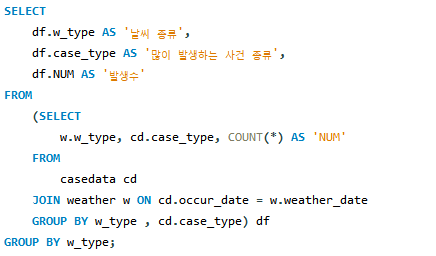 SELECT
df.w_type AS '날씨 종류',
df.case_type AS '많이 발생하는 사건 종류',
df.NUM AS '발생수'
FROM
(SELECT
w.w_type, cd.case_type, COUNT(*) AS 'NUM'
FROM
casedata cd
JOIN weather w ON cd.occur_date = w.weather_date
GROUP BY w_type , cd.case_type) df
GROUP BY w_type;